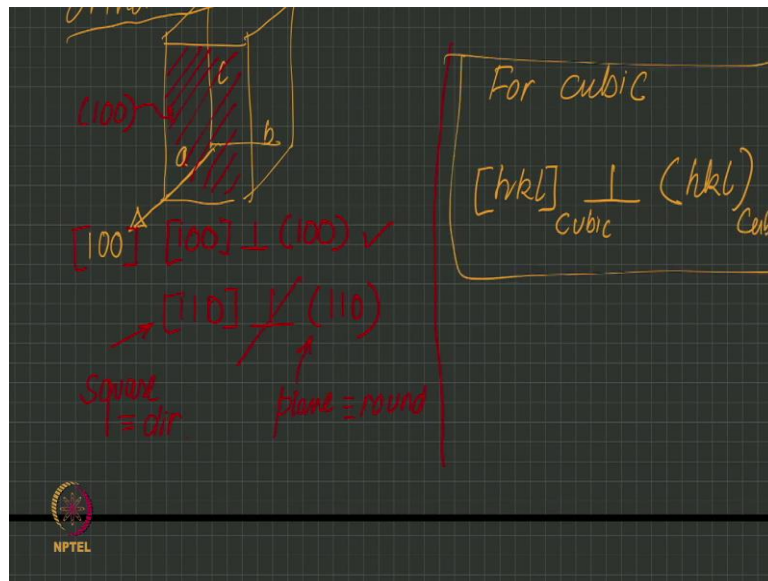 c
(100)
b
a
[100] [100] ⊥ (100) ✓
[110] ⊥̸ (110)
square
≡ dir.
plane ≡ round
For cubic
[hkl] cubic ⊥ (hkl)
NPTEL